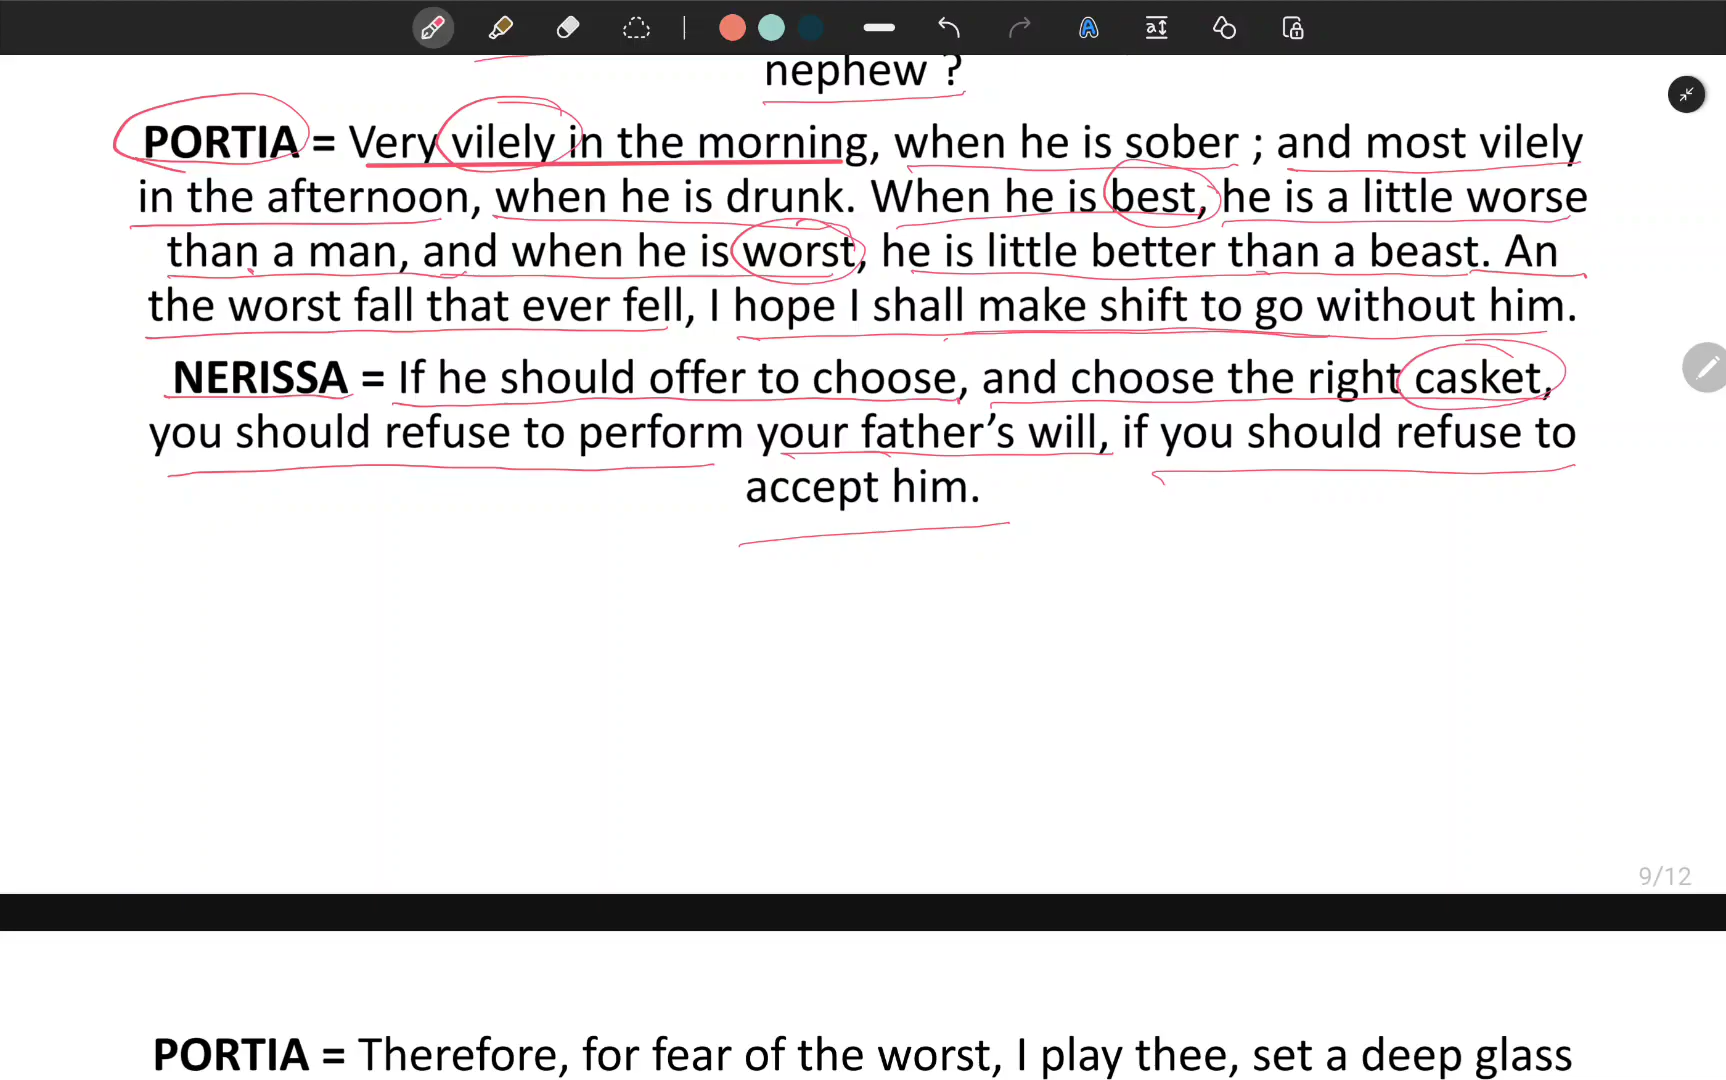 nephew ?
PORTIA = Very vilely in the morning, when he is sober ; and most vilely
in the afternoon, when he is drunk. When he is best, he is a little worse
than a man, and when he is worst, he is little better than a beast. An
the worst fall that ever fell, I hope I shall make shift to go without him.
NERISSA = If he should offer to choose, and choose the right casket,
you should refuse to perform your father’s will, if you should refuse to
accept him.
9/12
PORTIA = Therefore, for fear of the worst, I play thee, set a deep glass